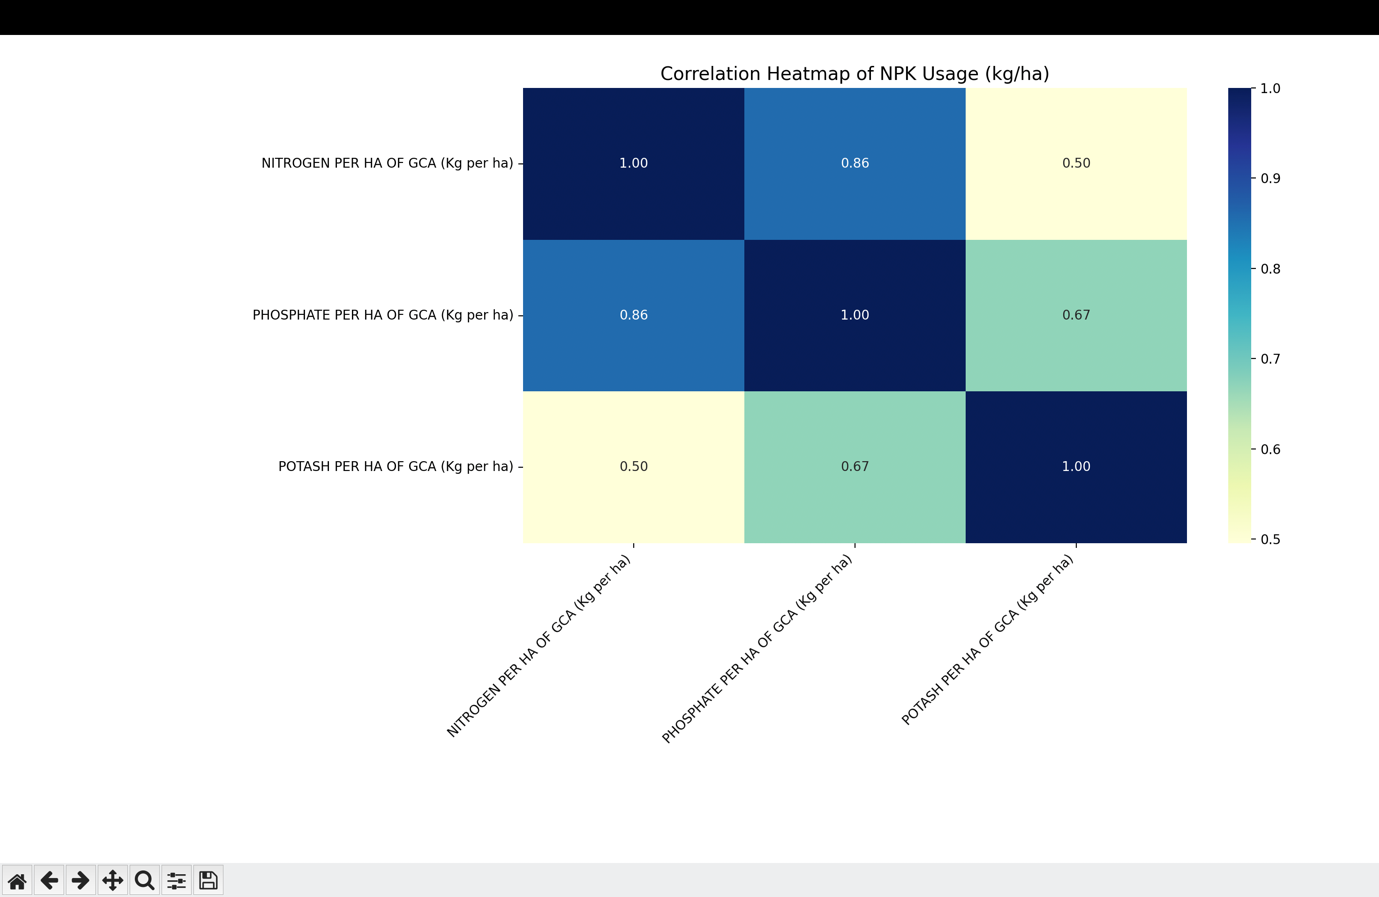 Correlation Heatmap of NPK Usage (kg/ha)
NITROGEN PER HA OF GCA (Kg per ha)
1.00
0.86
0.50
PHOSPHATE PER HA OF GCA (Kg per ha)
0.86
1.00
0.67
POTASH PER HA OF GCA (Kg per ha)
0.50
0.67
1.00
NITROGEN PER HA OF GCA (Kg per ha)
PHOSPHATE PER HA OF GCA (Kg per ha)
POTASH PER HA OF GCA (Kg per ha)
1.0
0.9
0.8
0.7
0.6
0.5